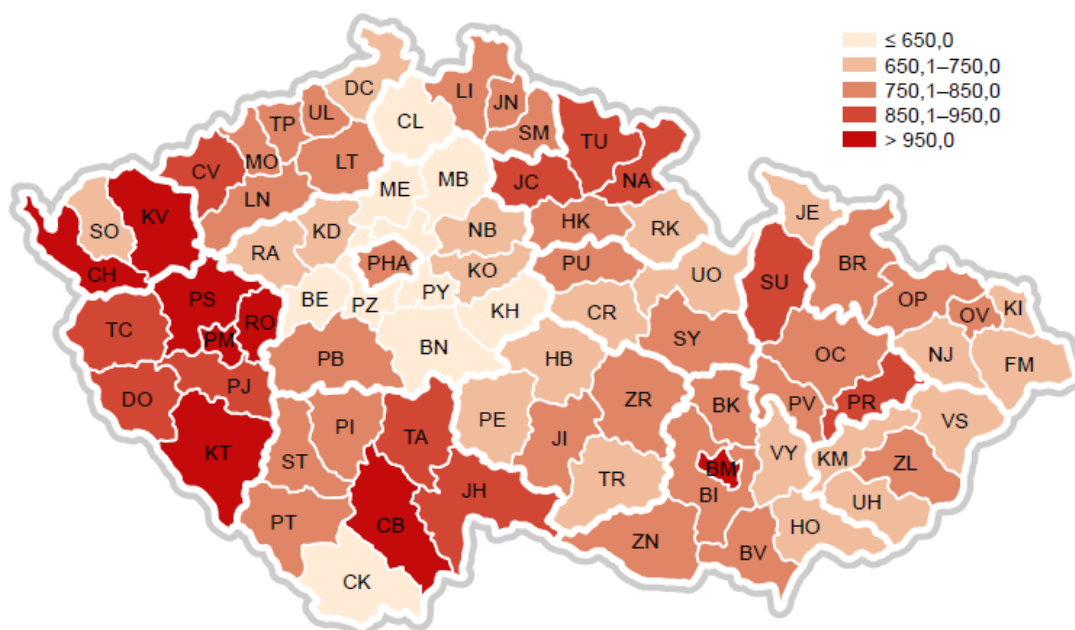 ≤ 650,0
650,1–750,0
750,1–850,0
850,1–950,0
> 950,0
DC
LI
JN
UL
TP
CL
SM
TU
MO
LT
CV
MB
JC
NA
ME
LN
KV
SO
KD
NB
HK
RK
JE
RA
PHA
KO
PU
UO
SU
BR
CH
PS
BE
PZ
PY
KH
CR
OP
OV
KI
RO
TC
PM
PB
BN
SY
OC
NJ
FM
HB
PJ
DO
ZR
BK
PV
PR
VS
PI
PE
TA
JI
KT
ST
VY
KM
ZL
BM
TR
JH
BI
UH
PT
CB
HO
ZN
BV
CK